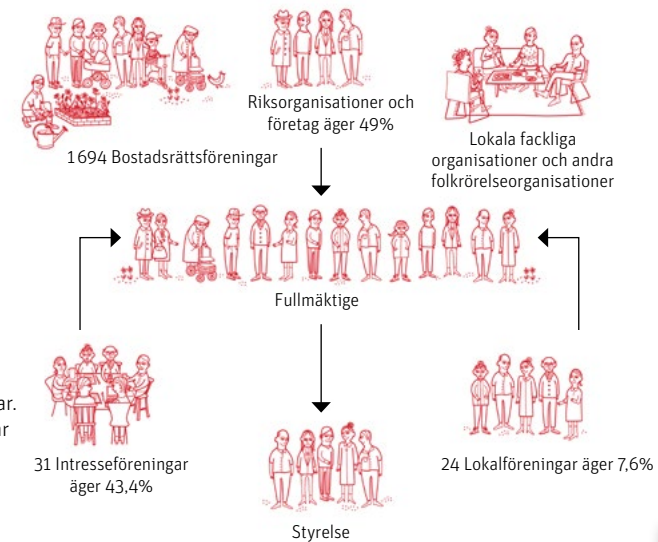 Riksorganisationer och
företag äger 49%
1694 Bostadsrättsföreningar
Lokala fackliga
organisationer och andra
folkrörelseorganisationer
Fullmäktige
31 Intresseföreningar
äger 43,4%
24 Lokalföreningar äger 7,6%
Styrelse